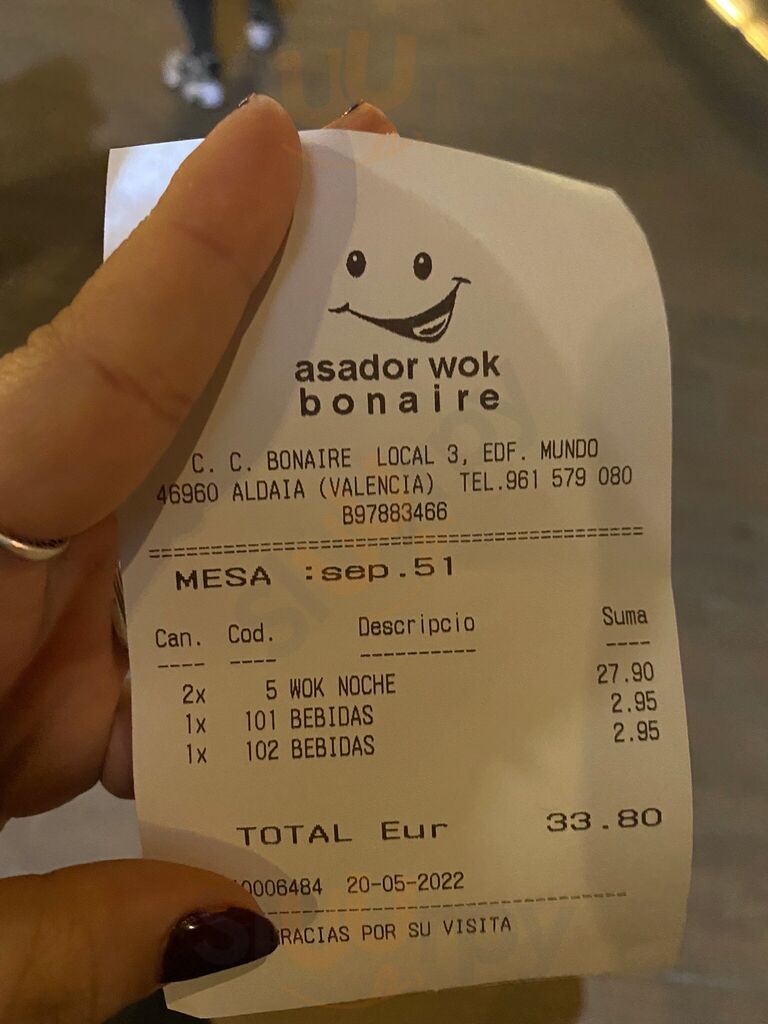 asador wok
bonaire
C. C. BONAIRE LOCAL 3, EDF. MUNDO
46960 ALDAIA (VALENCIA) TEL.961 579 080
B97883466
MESA :sep.51
Can. Cod. Descripcio Suma
2x 5 WOK NOCHE 27.90
1x 101 BEBIDAS 2.95
1x 102 BEBIDAS 2.95
TOTAL Eur 33.80
0006484 20-05-2022
RACIAS POR SU VISITA